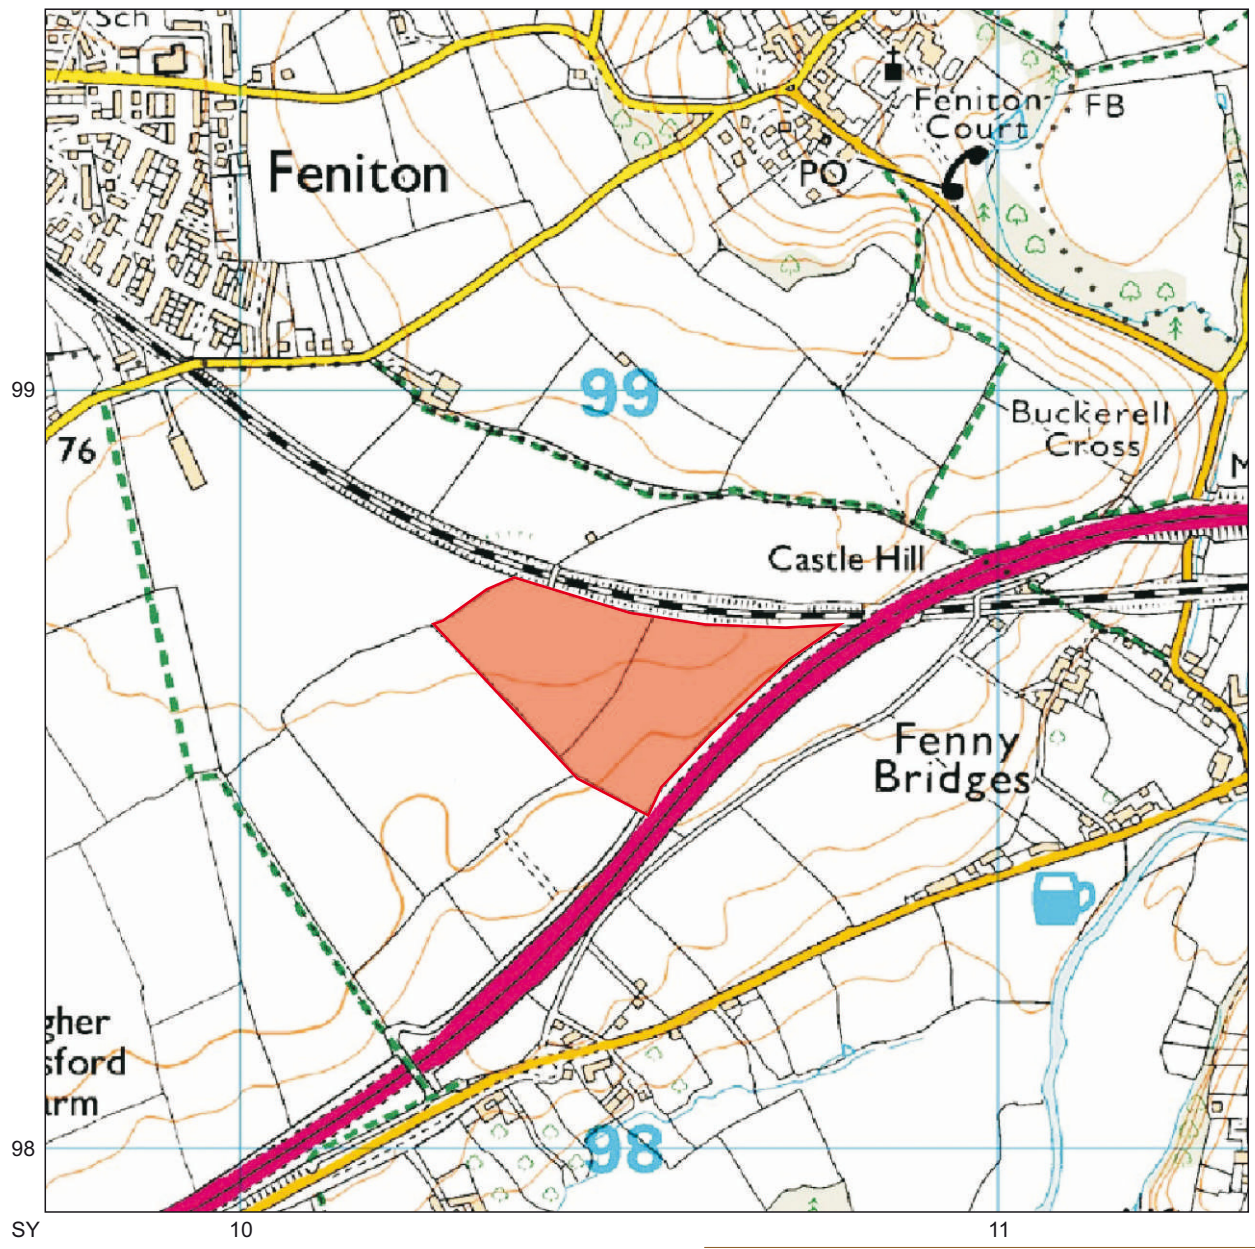 Sch
Feniton
Feniton
Court
FB
PO
99
99
Buckerell
Cross
76
M
Castle Hill
Fenny
Bridges
gher
sford
arm
98
98
SY
10
11